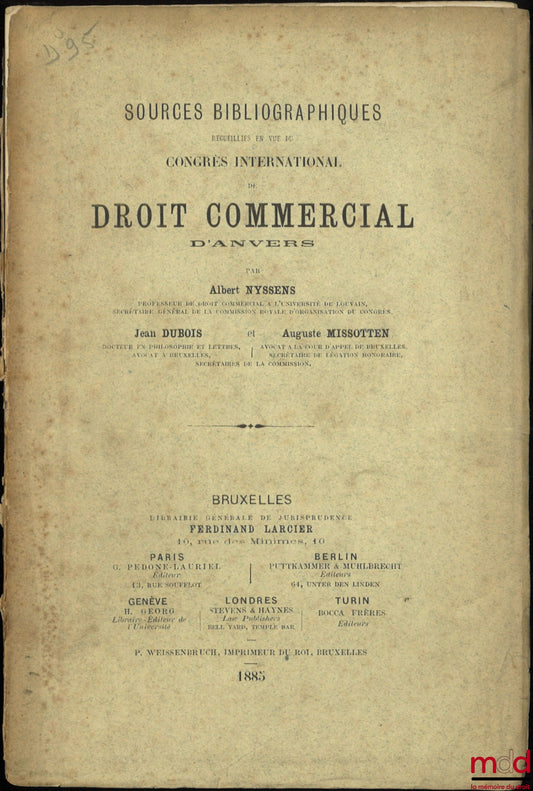 D 95
SOURCES BIBLIOGRAPHIQUES
RECUEILLIES EN VUE DU
CONGRÈS INTERNATIONAL
DE
DROIT COMMERCIAL
D'ANVERS
PAR
Albert NYSSENS
PROFESSEUR DE DROIT COMMERCIAL A L'UNIVERSITÉ DE LOUVAIN,
SECRÉTAIRE GÉNÉRAL DE LA COMMISSION ROYALE D'ORGANISATION DU CONGRÈS,
Jean DUBOIS et Auguste MISSOTTEN
DOCTEUR EN PHILOSOPHIE ET LETTRES, AVOCAT A LA COUR D'APPEL DE BRUXELLES,
AVOCAT A BRUXELLES, SECRÉTAIRE DE LÉGATION HONORAIRE,
SECRÉTAIRES DE LA COMMISSION.
BRUXELLES
LIBRAIRIE GÉNÉRALE DE JURISPRUDENCE
FERDINAND LARCIER
10, rue des Minimes, 10
PARIS BERLIN
G. PEDONE-LAURIEL PUTTKAMMER & MUHLBRECHT
Éditeur Éditeurs
13, RUE SOUFFLOT 64, UNTER DEN LINDEN
GENÈVE LONDRES TURIN
H. GEORG STEVENS & HAYNES BOCCA FRÈRES
Libraire-Éditeur de Law Publishers Éditeurs
l'Université BELL YARD, TEMPLE BAR
P. WEISSENBRUCH, IMPRIMEUR DU ROI, BRUXELLES
1885
mdd
la mémoire du droit